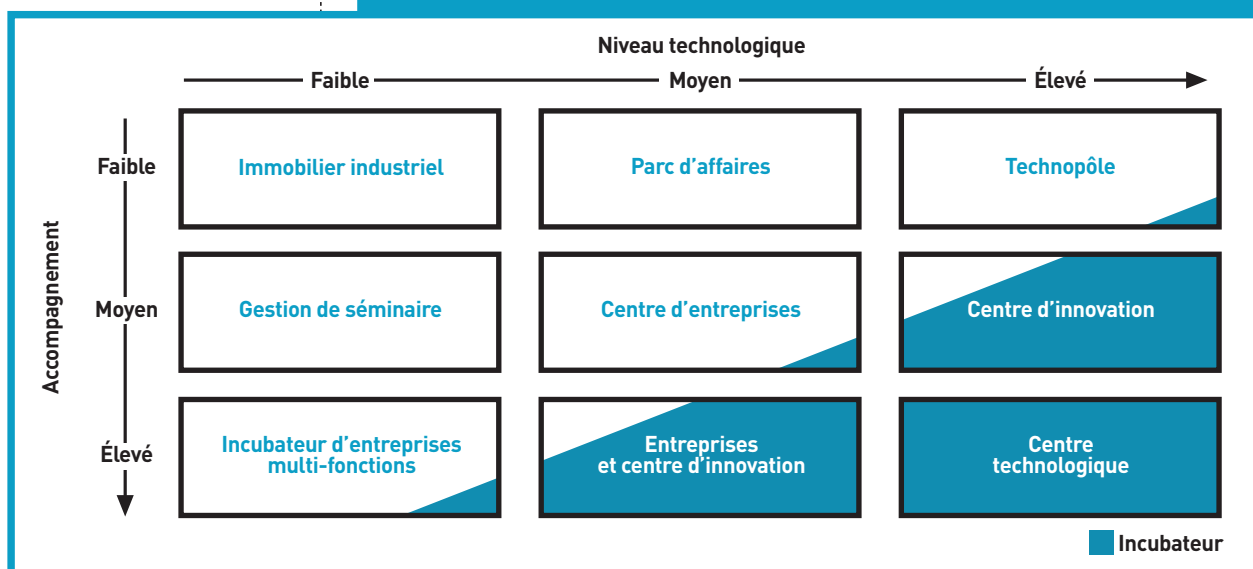 Niveau technologique
Faible
Moyen
Élevé
Faible
Immobilier industriel
Parc d'affaires
Technopôle
Accompagnement
Moyen
Gestion de séminaire
Centre d'entreprises
Centre d'innovation
Élevé
Incubateur d'entreprises
multi-fonctions
Entreprises
et centre d'innovation
Centre
technologique
Incubateur